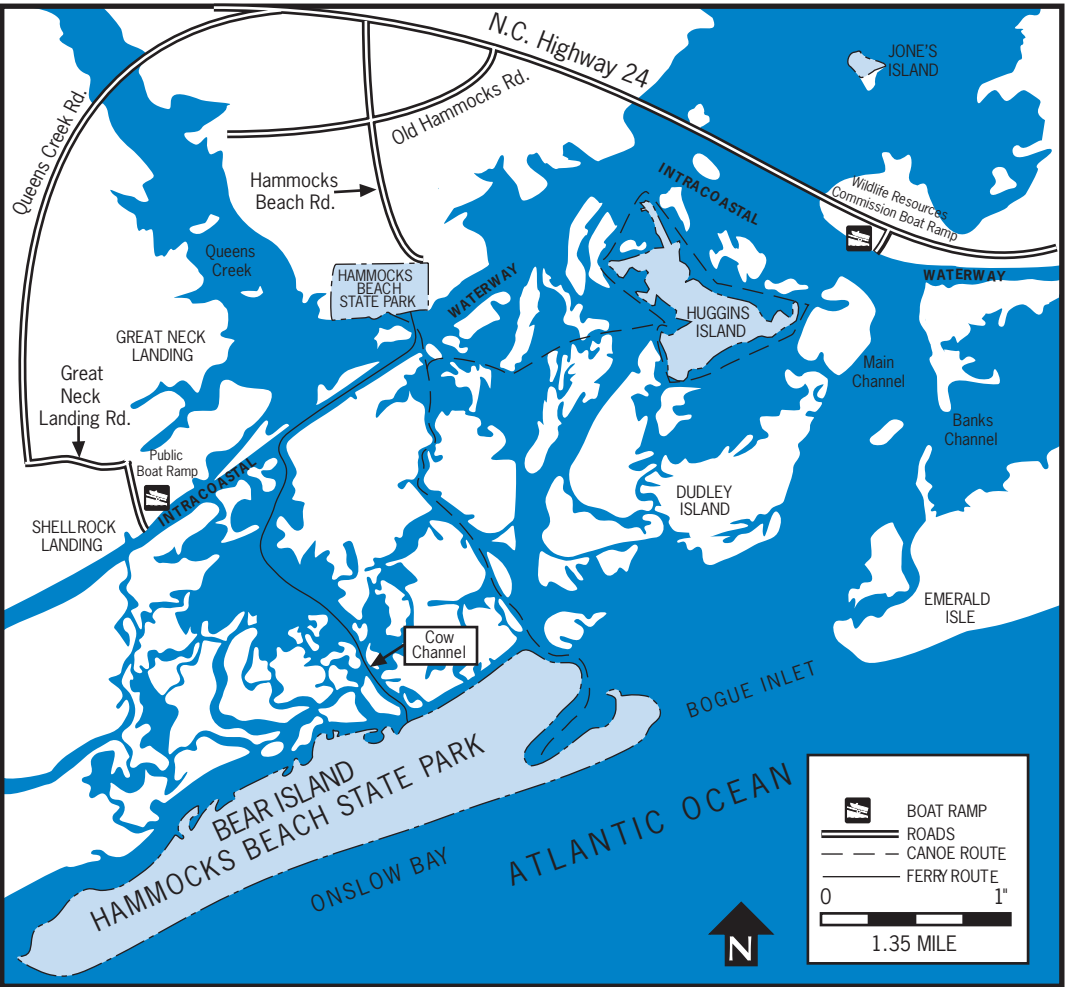 N.C. Highway 24
JONE'S
ISLAND
Queens Creek Rd.
Old Hammocks Rd.
Hammocks
Beach Rd.
INTRACOASTAL
Wildlife Resources
Commission Boat Ramp
Queens
Creek
HAMMOCKS
BEACH
STATE PARK
WATERWAY
WATERWAY
HUGGINS
ISLAND
GREAT NECK
LANDING
Main
Channel
Great
Neck
Landing Rd.
Banks
Channel
Public
Boat Ramp
INTRACOASTAL
DUDLEY
ISLAND
SHELLROCK
LANDING
EMERALD
ISLE
Cow
Channel
BOGUE INLET
BEAR ISLAND
HAMMOCKS BEACH STATE PARK
ATLANTIC OCEAN
ONSLOW BAY
BOAT RAMP
ROADS
CANOE ROUTE
FERRY ROUTE
0 1"
1.35 MILE
N